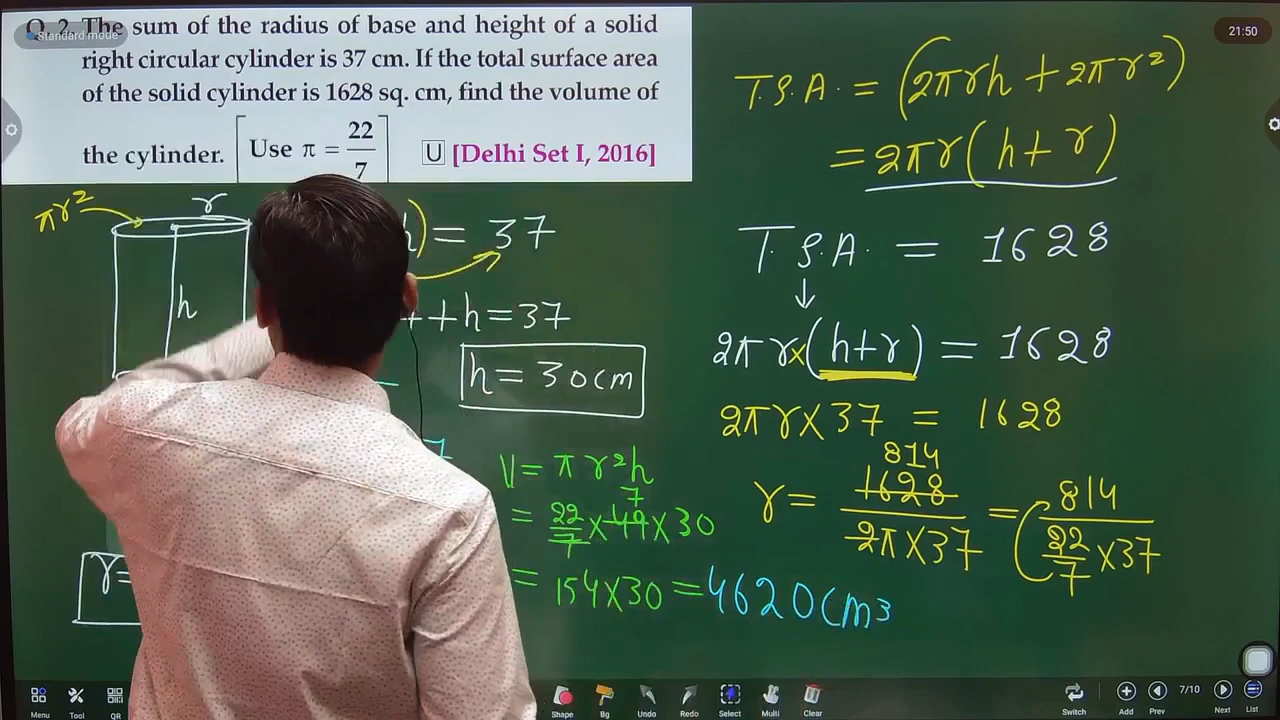 Q. 2. The sum of the radius of base and height of a solid
Standard mode
right circular cylinder is 37 cm. If the total surface area
of the solid cylinder is 1628 sq. cm, find the volume of
the cylinder. [Use π = 22/7] U [Delhi Set I, 2016]
21:50
T.S.A. = (2πrh + 2πr²)
= 2πr(h + r)
πr²
r
h
h) = 37
+ h = 37
h = 30cm
7
r =
V = πr²h
7
= 22/7 × 49 × 30
= 154 × 30 = 4620 cm³
T.S.A. = 1628
↓
2πr × (h+r) = 1628
2πr × 37 = 1628
814
r = 1628 / 2π × 37 = 814 / 22/7 × 37
Menu
Tool
QR
Shape
Bg
Undo
Redo
Select
Multi
Clear
Switch
Add
Prev
7/10
Next
List